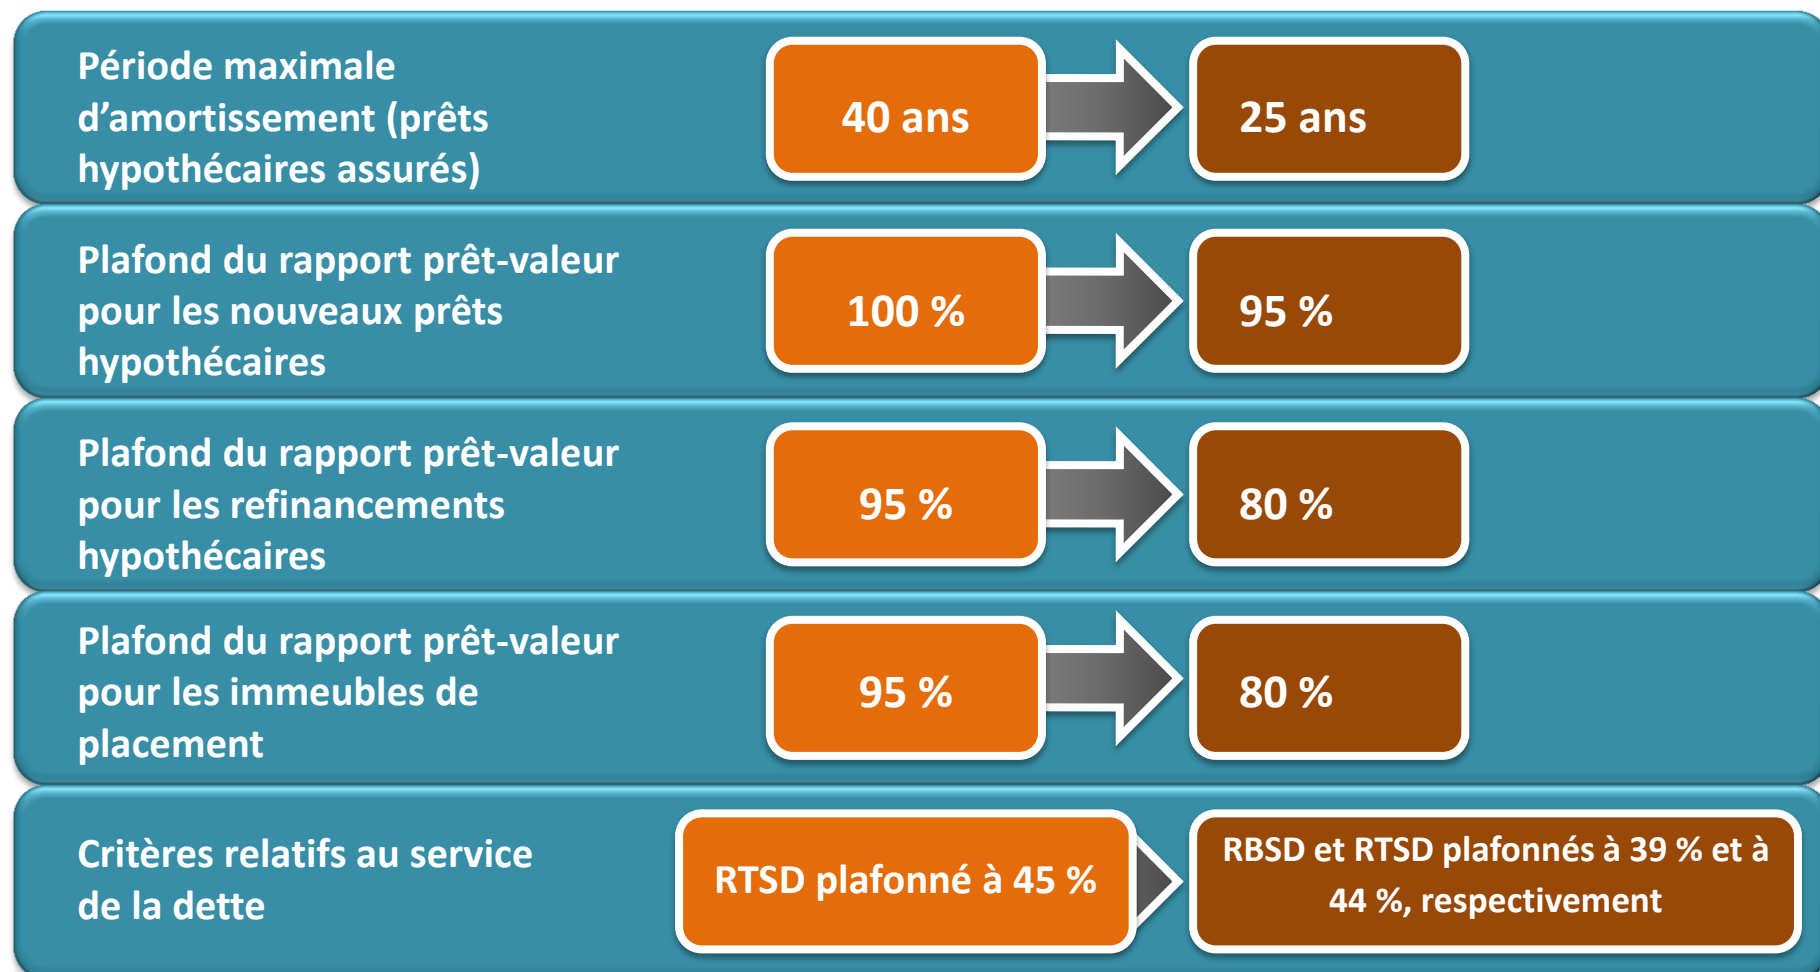 Période maximale
d’amortissement (prêts
hypothécaires assurés)
40 ans
25 ans
Plafond du rapport prêt-valeur
pour les nouveaux prêts
hypothécaires
100 %
95 %
Plafond du rapport prêt-valeur
pour les refinancements
hypothécaires
95 %
80 %
Plafond du rapport prêt-valeur
pour les immeubles de
placement
95 %
80 %
Critères relatifs au service
de la dette
RTSD plafonné à 45 %
RBSD et RTSD plafonnés à 39 % et à
44 %, respectivement